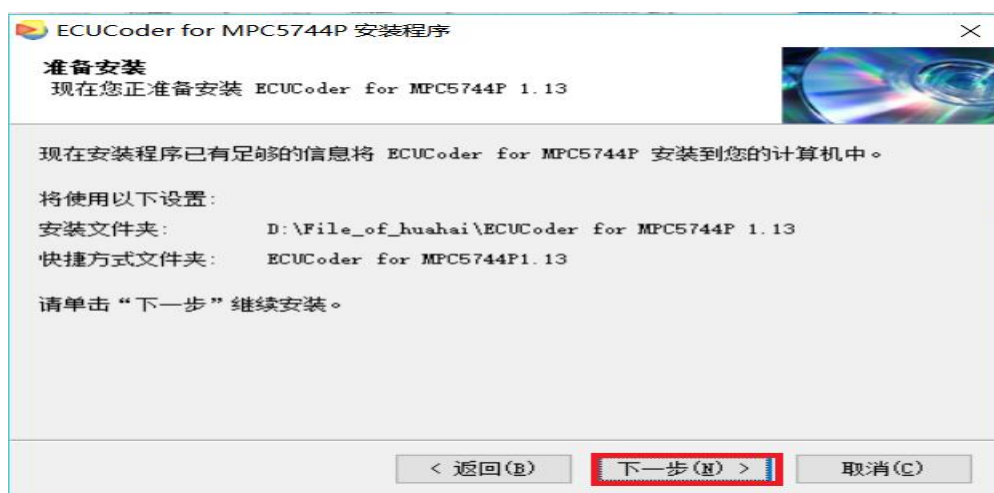 ECUCoder for MPC5744P 安装程序
准备安装
现在您正准备安装 ECUCoder for MPC5744P 1.13
现在安装程序已有足够的信息将 ECUCoder for MPC5744P 安装到您的计算机中。
将使用以下设置:
安装文件夹: D:\File_of_huahai\ECUCoder for MPC5744P 1.13
快捷方式文件夹: ECUCoder for MPC5744P1.13
请单击“下一步”继续安装。
< 返回(B) 下一步(N) > 取消(C)